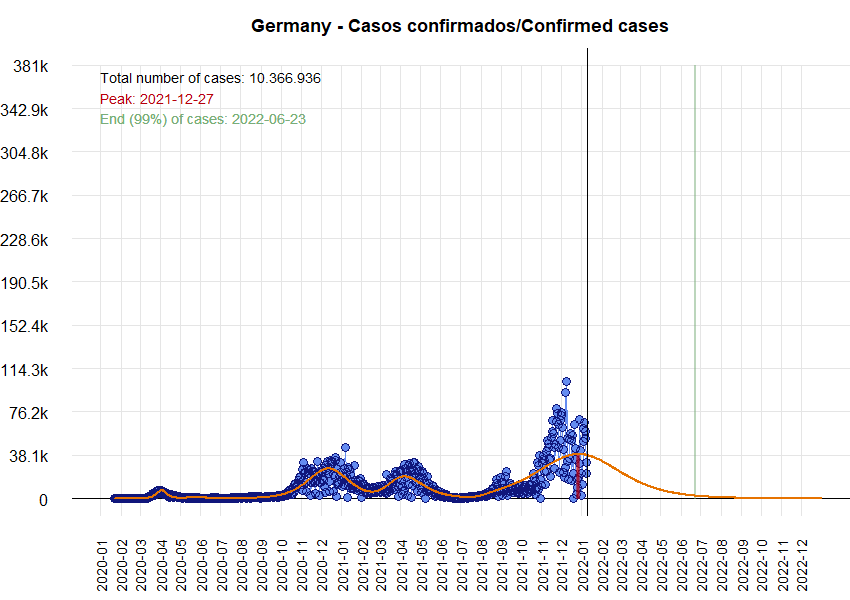 Germany - Casos confirmados/Confirmed cases
381k
Total number of cases: 10.366.936
Peak: 2021-12-27
342.9k
End (99%) of cases: 2022-06-23
304.8k
266.7k
228.6k
190.5k
152.4k
114.3k
76.2k
38.1k
0
2020-01
2020-02
2020-03
2020-04
2020-05
2020-06
2020-07
2020-08
2020-09
2020-10
2020-11
2020-12
2021-01
2021-02
2021-03
2021-04
2021-05
2021-06
2021-07
2021-08
2021-09
2021-10
2021-11
2021-12
2022-01
2022-02
2022-03
2022-04
2022-05
2022-06
2022-07
2022-08
2022-09
2022-10
2022-11
2022-12